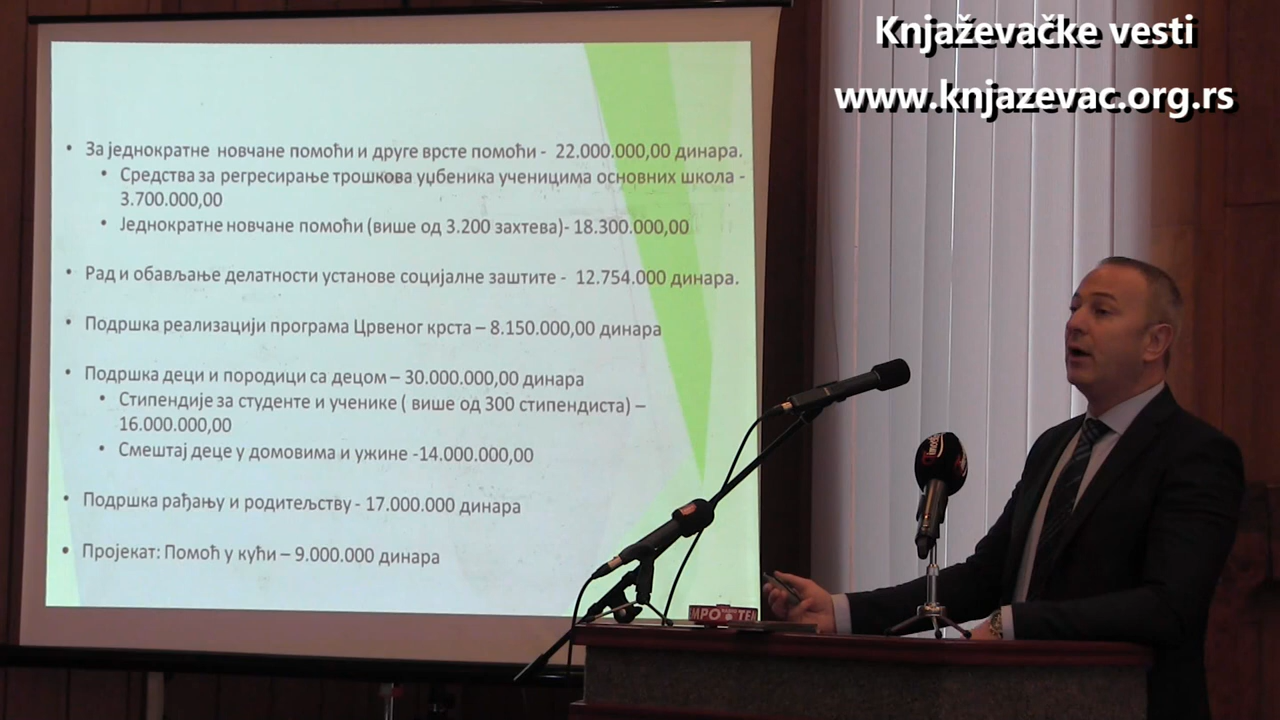 Knjaževačke vesti
www.knjazevac.org.rs
• За једнократне новчане помоћи и друге врсте помоћи - 22.000.000,00 динара.
• Средства за регресирање трошкова уџбеника ученицима основних школа -
3.700.000,00
• Једнократне новчане помоћи (више од 3.200 захтева)- 18.300.000,00
• Рад и обављање делатности установе социјалне заштите - 12.754.000 динара.
• Подршка реализацији програма Црвеног крста – 8.150.000,00 динара
• Подршка деци и породици са децом – 30.000.000,00 динара
• Стипендије за студенте и ученике ( више од 300 стипендиста) –
16.000.000,00
• Смештај деце у домовима и ужине -14.000.000,00
• Подршка рађању и родитељству - 17.000.000 динара
• Пројекат: Помоћ у кући – 9.000.000 динара